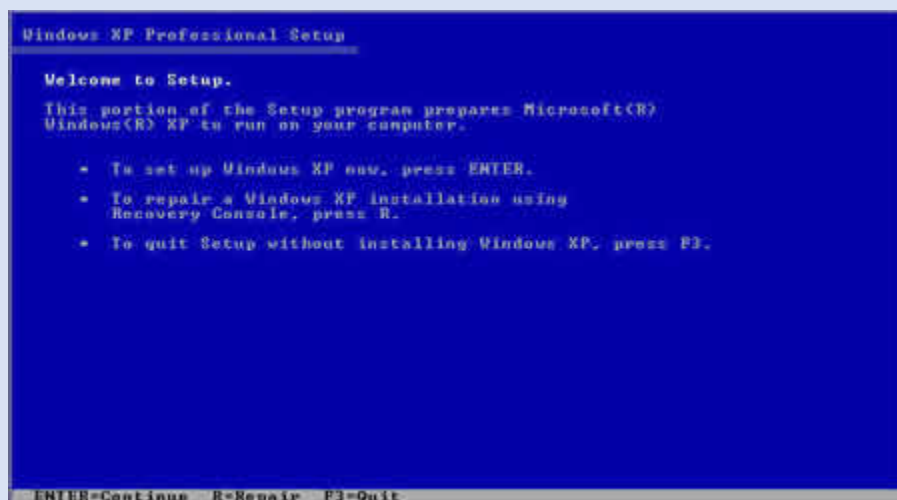 Windows XP Professional Setup
Welcome to Setup.
This portion of the Setup program prepares Microsoft(R)
Windows(R) XP to run on your computer.
• To set up Windows XP now, press ENTER.
• To repair a Windows XP installation using
Recovery Console, press R.
• To quit Setup without installing Windows XP, press F3.
ENTER=Continue R=Repair F3=Quit